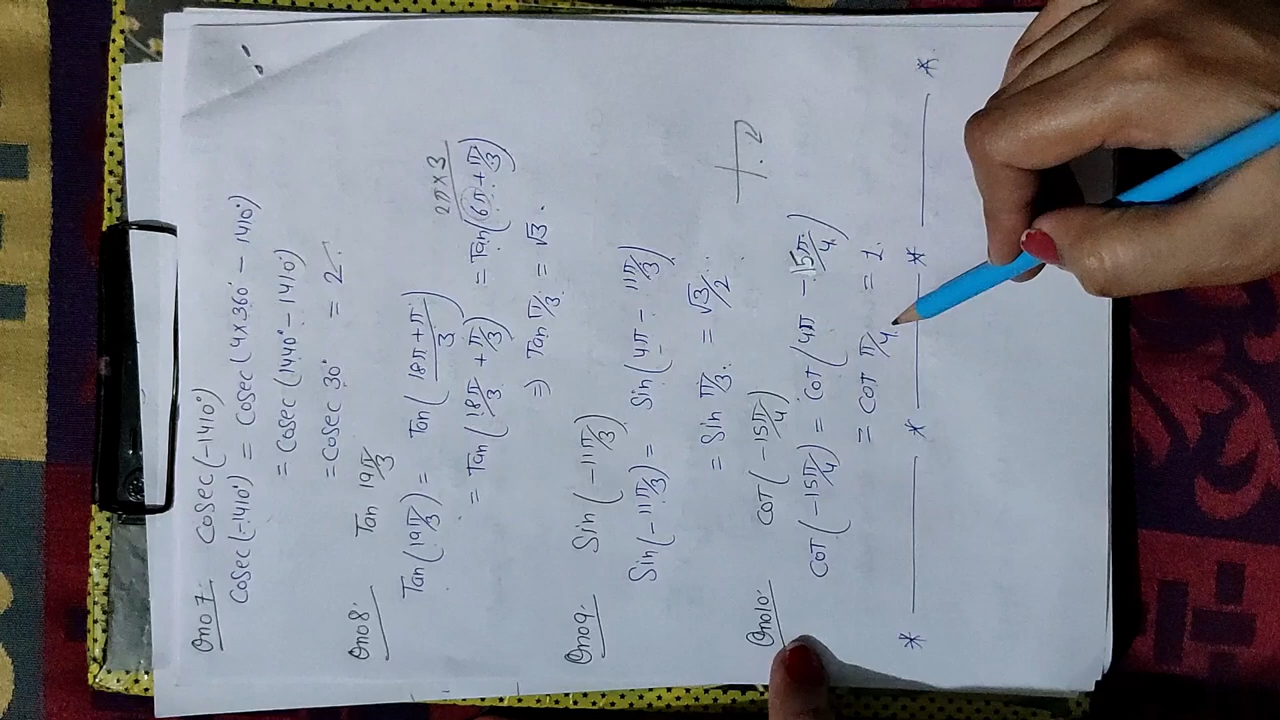 Qno7:- Cosec(-1410°)
Cosec(-1410°) = Cosec(4x360° - 1410°)
= Cosec(1440° - 1410°)
= Cosec 30° = 2.
Qno8:- Tan 19π/3
Tan(19π/3) = Tan(18π+π/3)
2π×3
= Tan(18π/3 + π/3) = Tan(6π+π/3)
⇒ Tan π/3 = √3.
Qno9:- Sin(-11π/3)
Sin(-11π/3) = Sin(4π - 11π/3)
= Sin π/3. = √3/2.
Qno10:- COT(-15π/4)
COT(-15π/4) = COT(4π - 15π/4)
= COT π/4. = 1.
* * * *